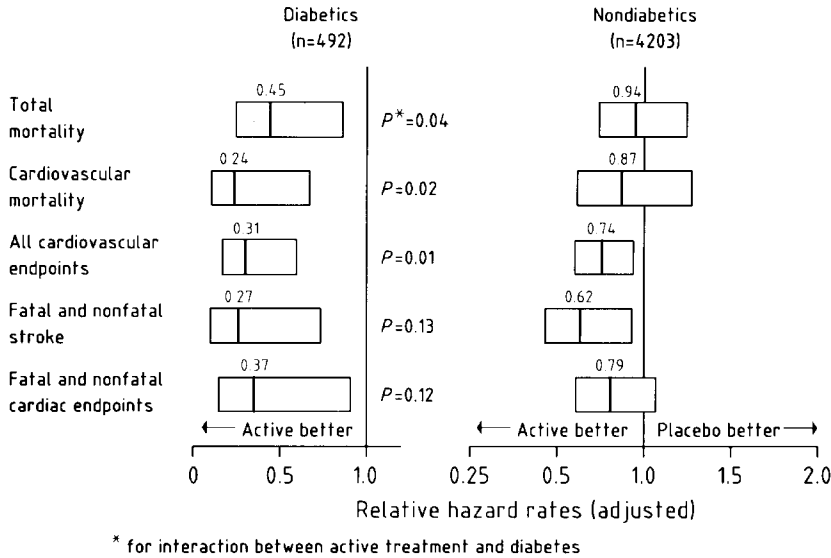 Diabetics
(n=492)
Nondiabetics
(n=4203)
Total
mortality
0.45
P*=0.04
0.94
Cardiovascular
mortality
0.24
P=0.02
0.87
All cardiovascular
endpoints
0.31
P=0.01
0.74
Fatal and nonfatal
stroke
0.27
P=0.13
0.62
Fatal and nonfatal
cardiac endpoints
0.37
P=0.12
0.79
Active better
Active better
Placebo better
0 0.5 1.0
0.25 0.5 1.0 1.5 2.0
Relative hazard rates (adjusted)
* for interaction between active treatment and diabetes